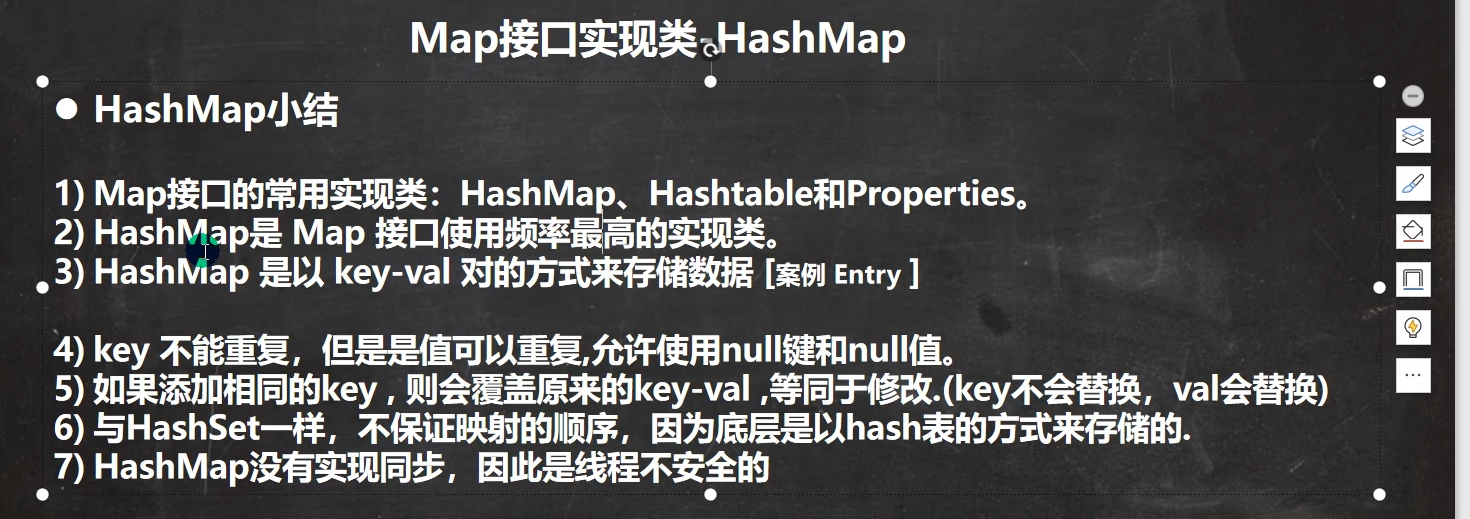 Map接口实现类-HashMap
● HashMap小结
1) Map接口的常用实现类：HashMap、Hashtable和Properties。
2) HashMap是 Map 接口使用频率最高的实现类。
3) HashMap 是以 key-val 对的方式来存储数据 [案例 Entry ]
4) key 不能重复，但是是值可以重复,允许使用null键和null值。
5) 如果添加相同的key , 则会覆盖原来的key-val ,等同于修改.(key不会替换，val会替换)
6) 与HashSet一样，不保证映射的顺序，因为底层是以hash表的方式来存储的.
7) HashMap没有实现同步，因此是线程不安全的